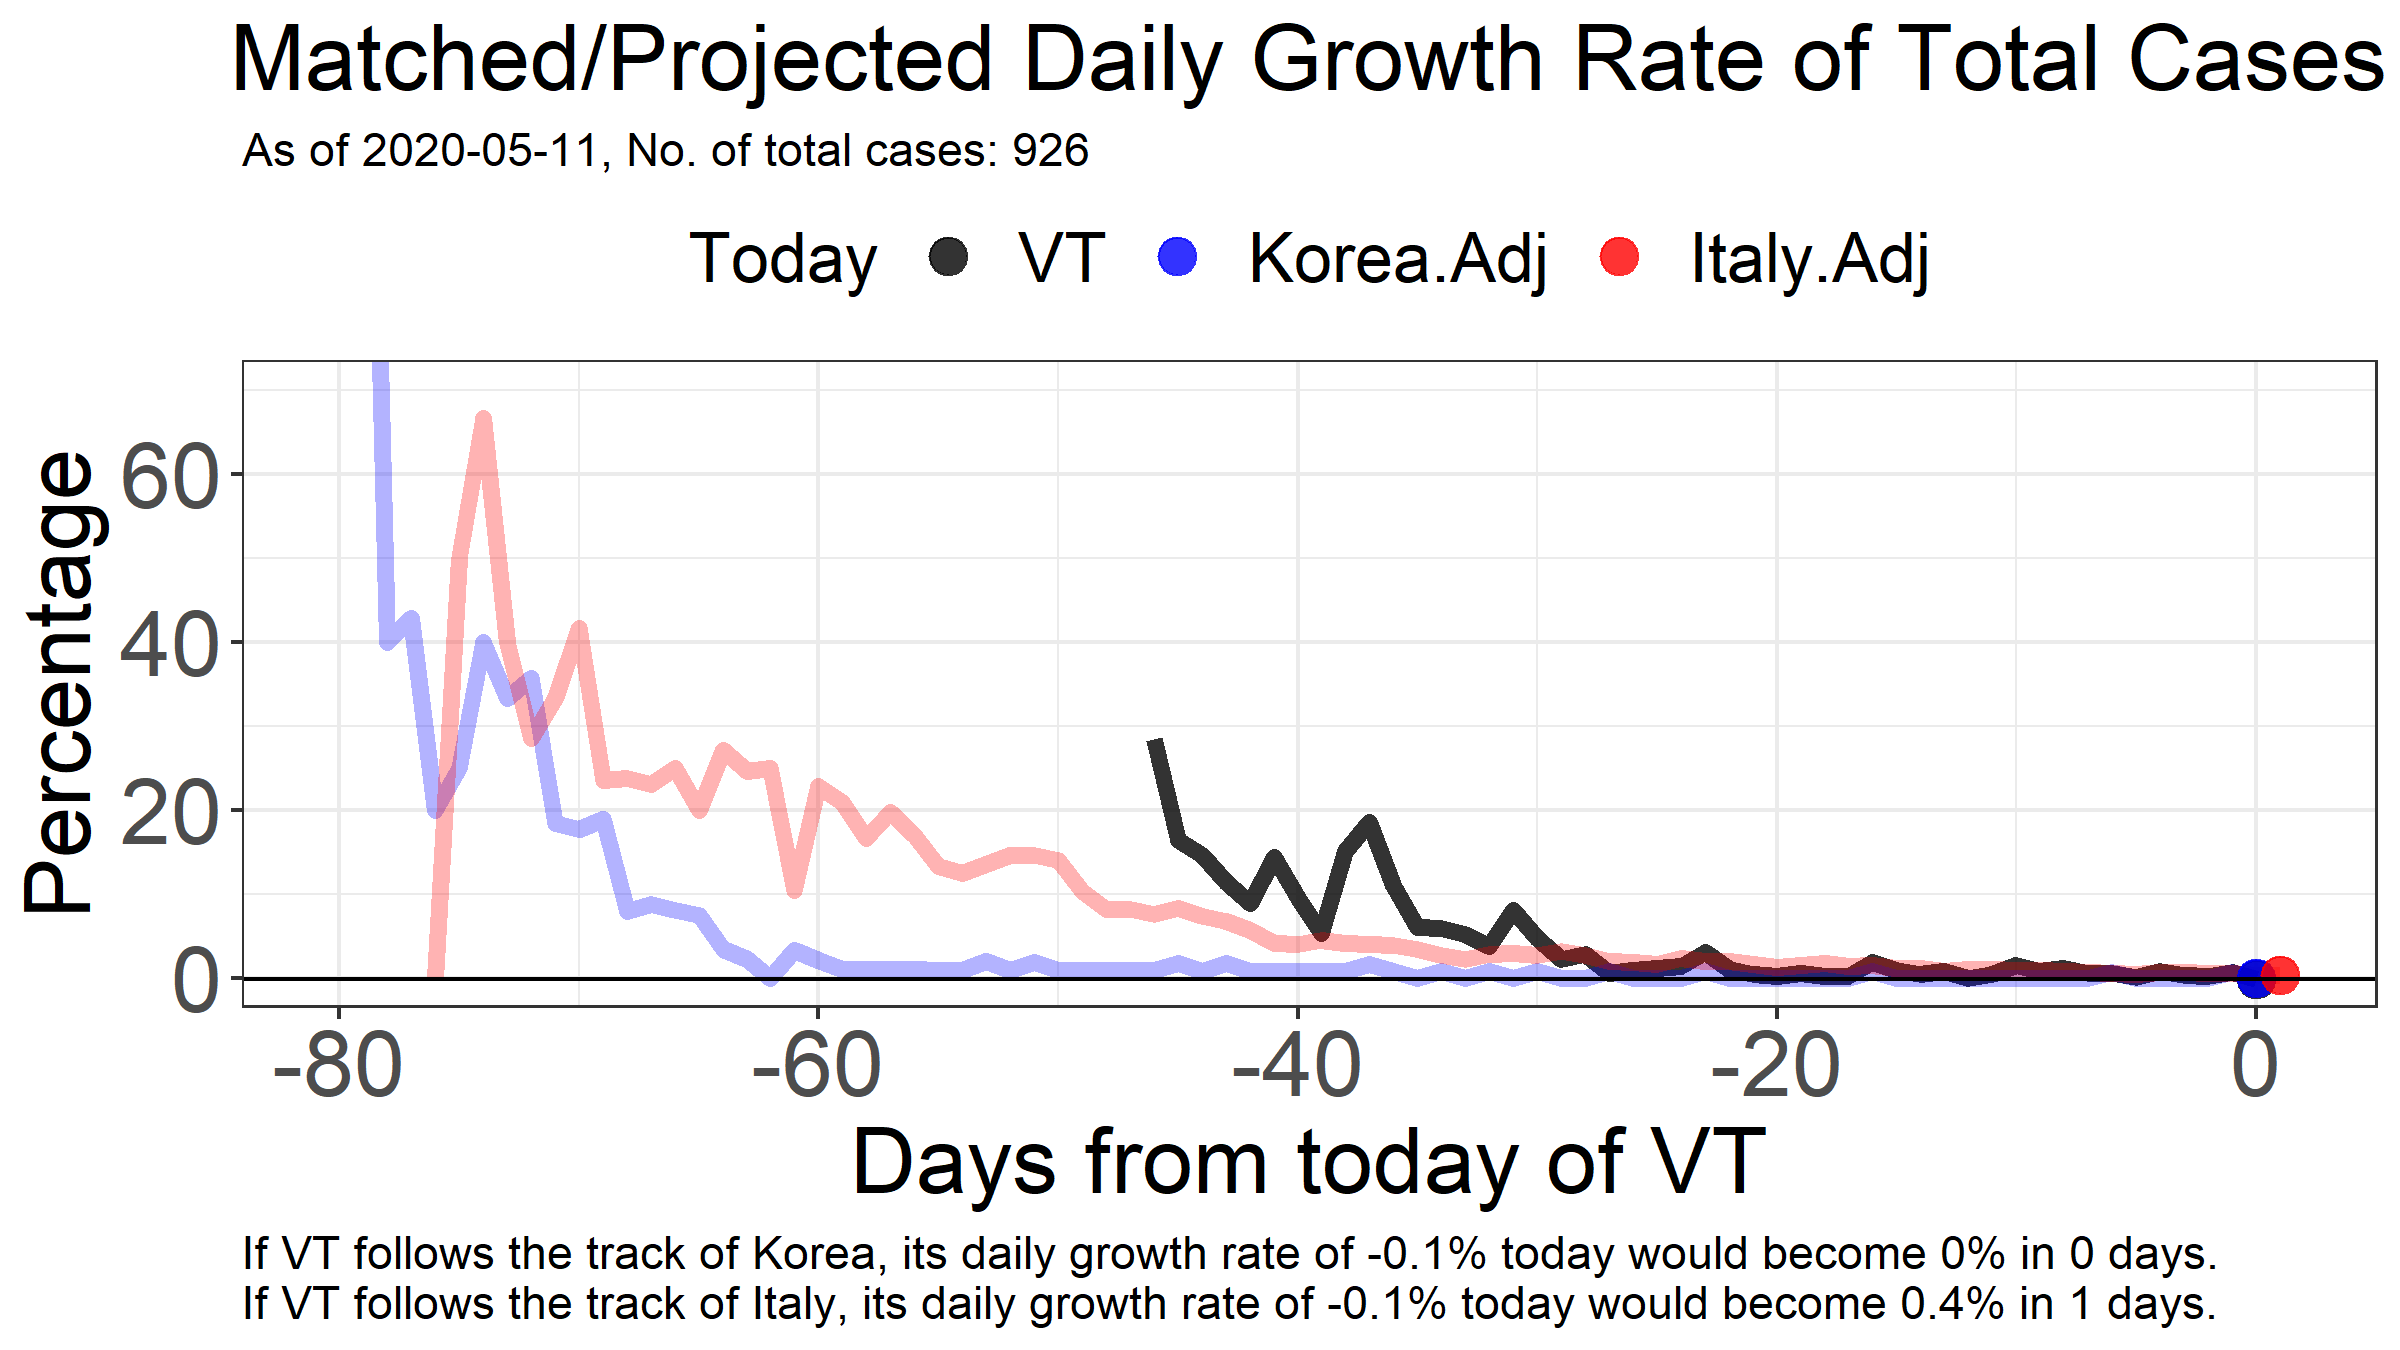 Matched/Projected Daily Growth Rate of Total Cases
As of 2020-05-11, No. of total cases: 926
Today VT Korea.Adj Italy.Adj
Percentage
60
40
20
0
-80 -60 -40 -20 0
Days from today of VT
If VT follows the track of Korea, its daily growth rate of -0.1% today would become 0% in 0 days.
If VT follows the track of Italy, its daily growth rate of -0.1% today would become 0.4% in 1 days.